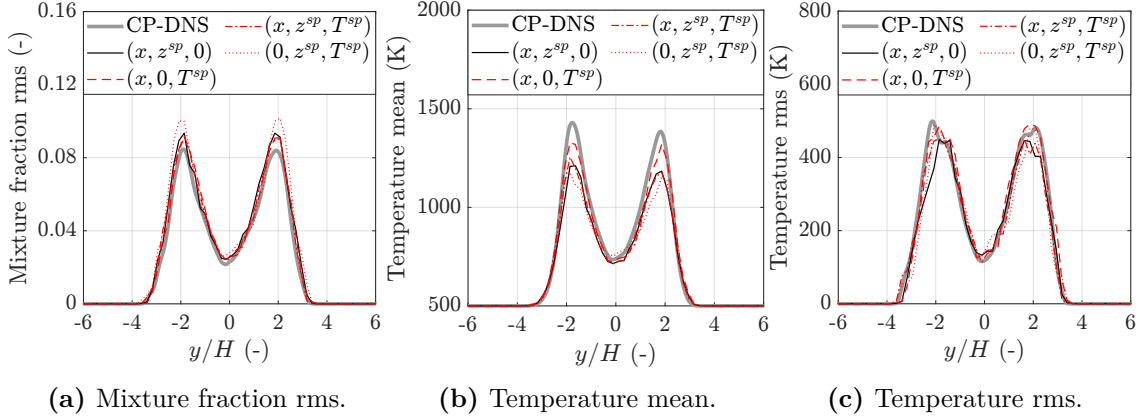 Mixture fraction rms (-)
0.16
0.12
0.08
0.04
0
CP-DNS
(x, z^sp, 0)
(x, 0, T^sp)
(x, z^sp, T^sp)
(0, z^sp, T^sp)
-6 -4 -2 0 2 4 6
y/H (-)
(a) Mixture fraction rms.
Temperature mean (K)
2000
1500
1000
500
CP-DNS
(x, z^sp, 0)
(x, 0, T^sp)
(x, z^sp, T^sp)
(0, z^sp, T^sp)
-6 -4 -2 0 2 4 6
y/H (-)
(b) Temperature mean.
Temperature rms (K)
800
600
400
200
0
CP-DNS
(x, z^sp, 0)
(x, 0, T^sp)
(x, z^sp, T^sp)
(0, z^sp, T^sp)
-6 -4 -2 0 2 4 6
y/H (-)
(c) Temperature rms.